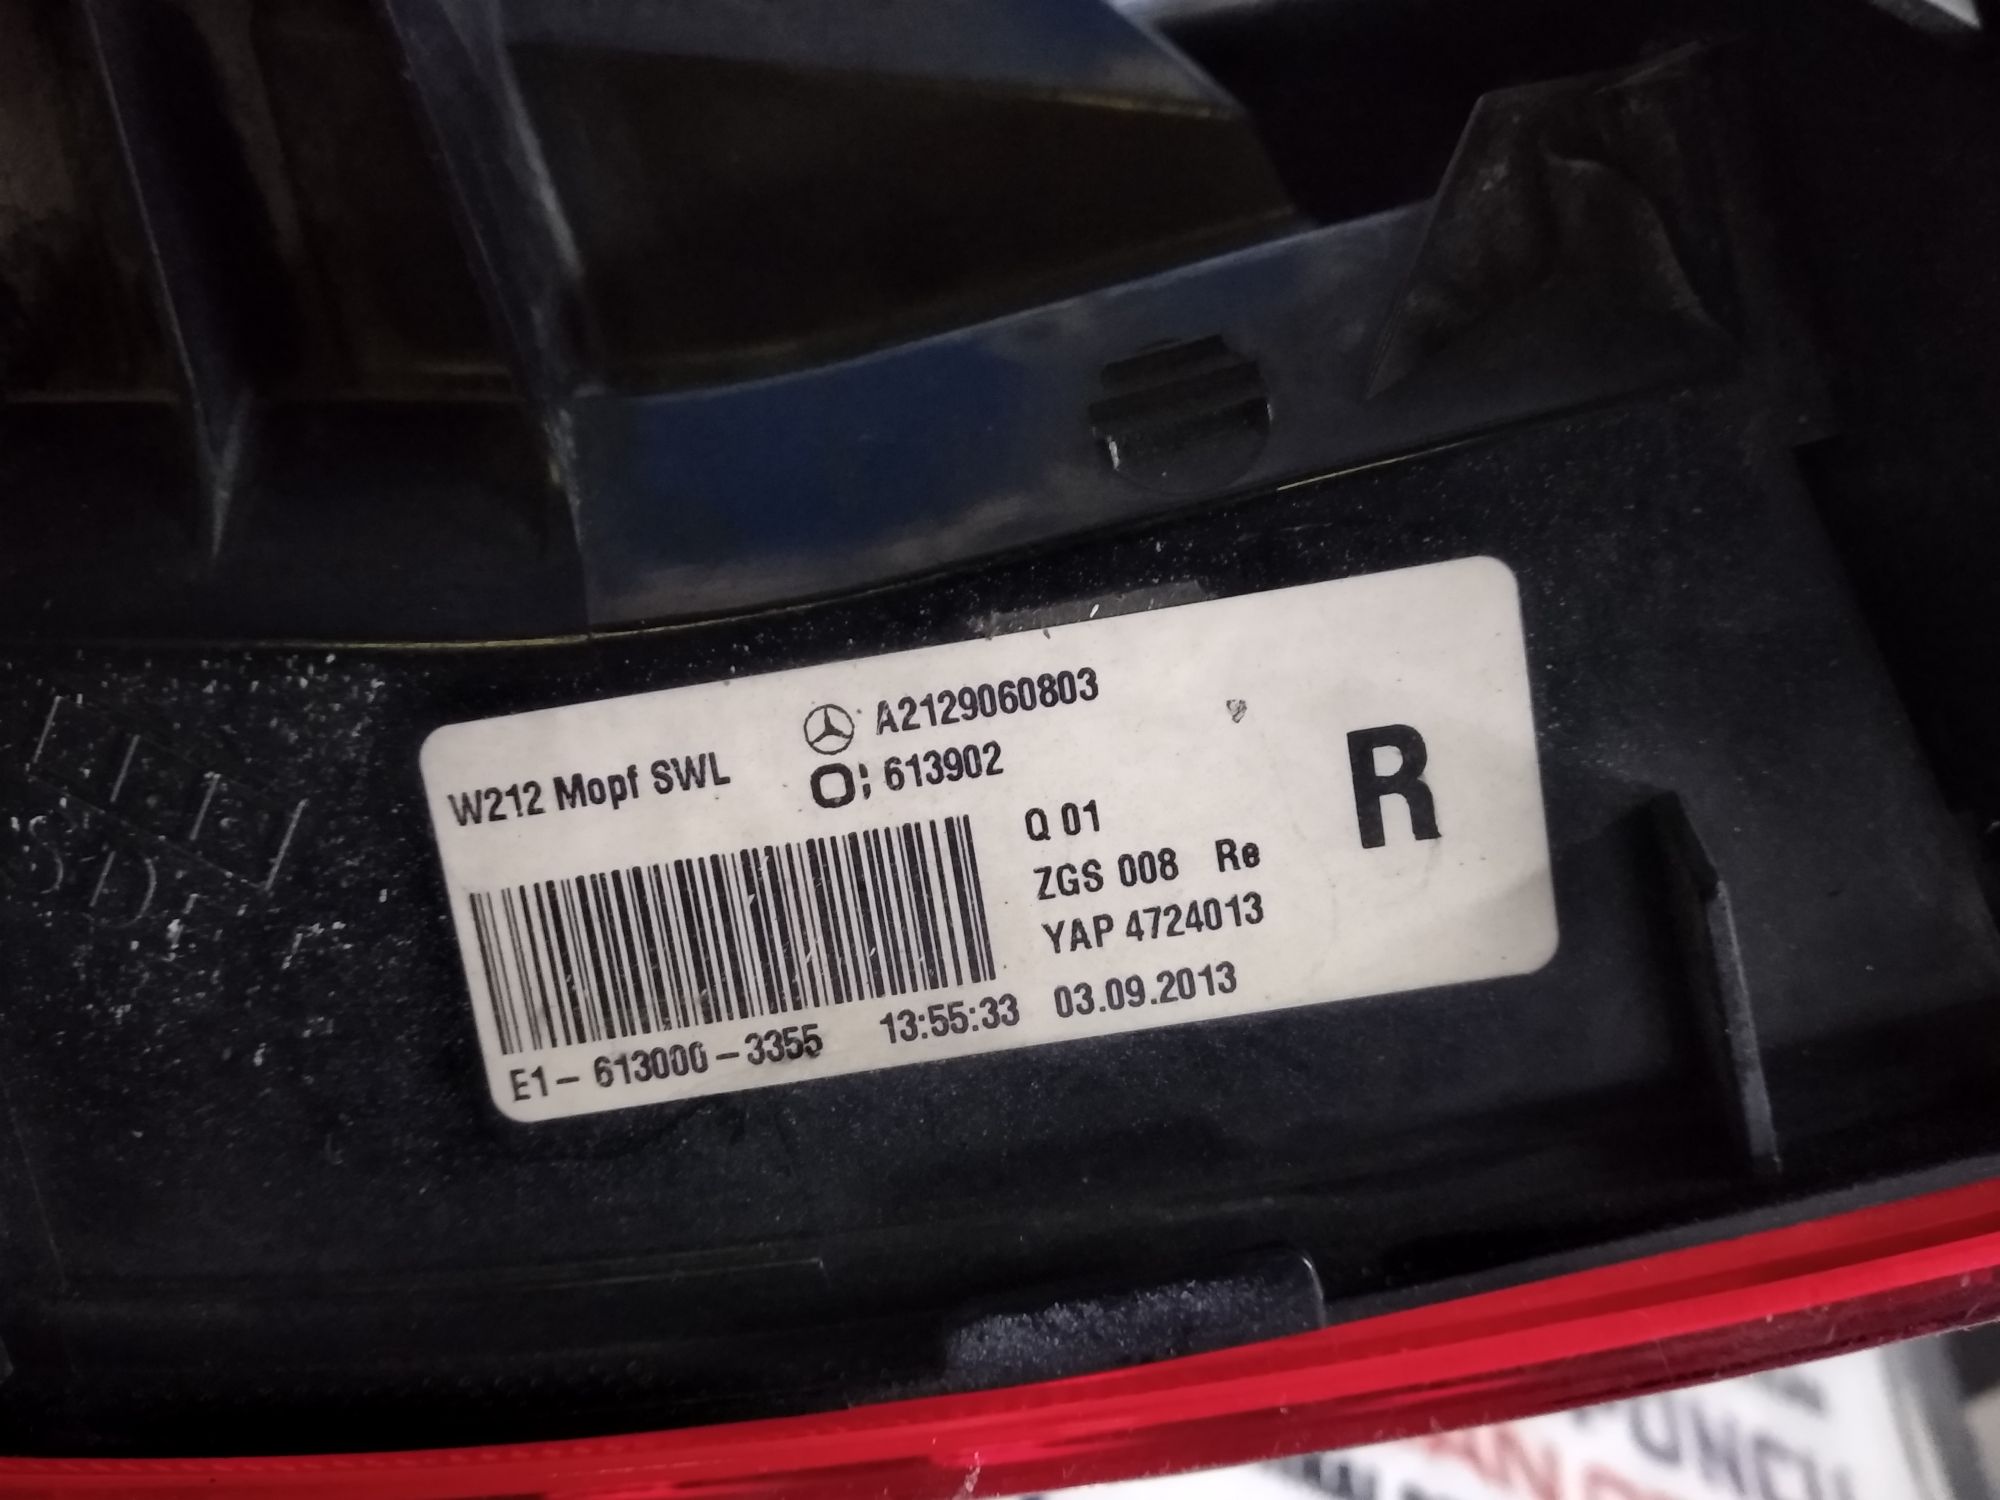 A2129060803
W212 Mopf SWL
O; 613902
R
Q 01
ZGS 008 Re
YAP 4724013
E1- 613000-3355 13:55:33 03.09.2013